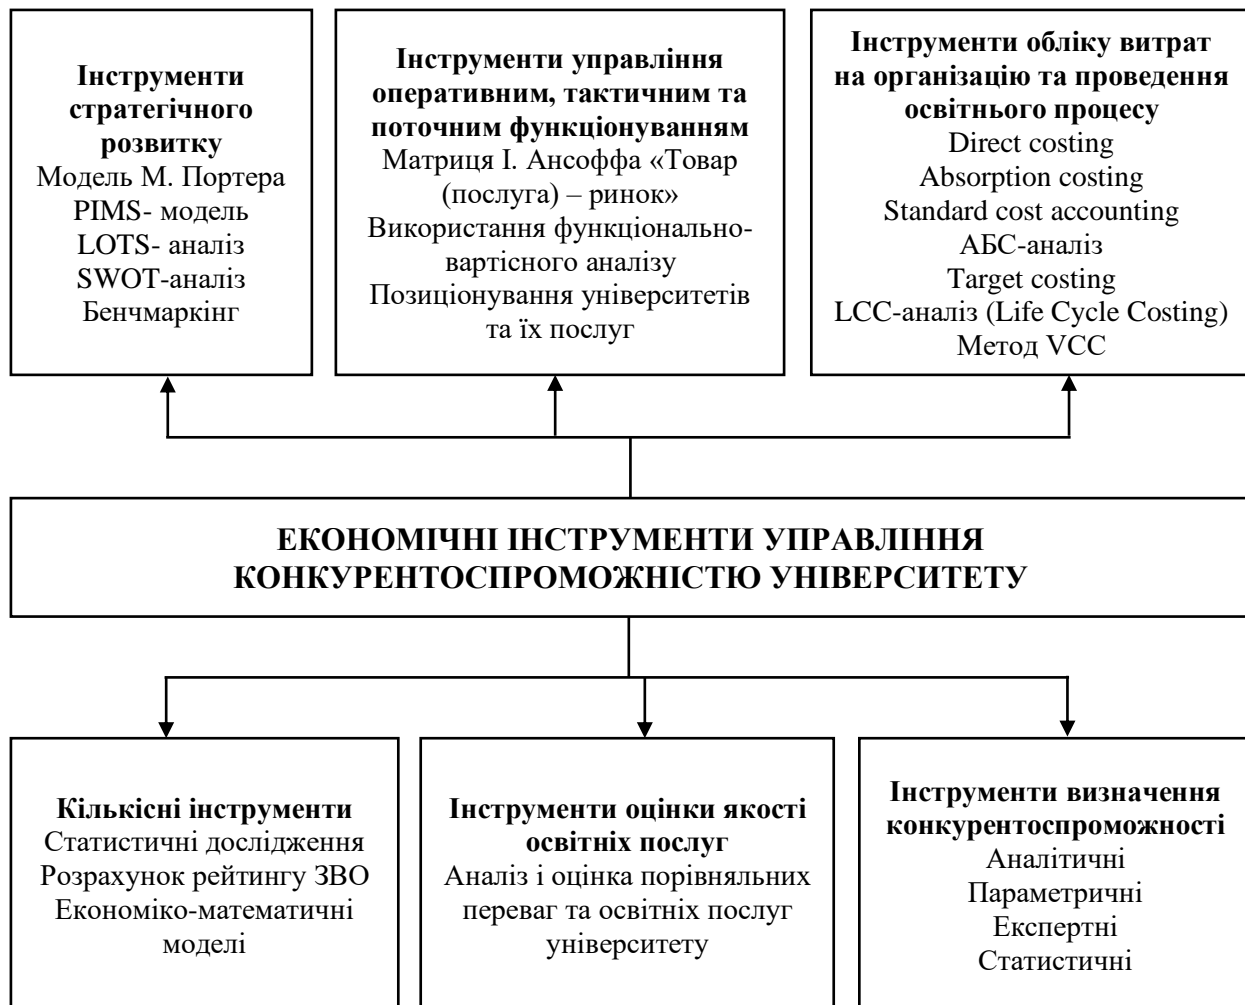 Інструменти
стратегічного
розвитку
Модель М. Портера
PIMS- модель
LOTS- аналіз
SWOT-аналіз
Бенчмаркінг
Інструменти управління
оперативним, тактичним та
поточним функціонуванням
Матриця І. Ансоффа «Товар
(послуга) – ринок»
Використання функціонально-
вартісного аналізу
Позиціонування університетів
та їх послуг
Інструменти обліку витрат
на організацію та проведення
освітнього процесу
Direct costing
Absorption costing
Standard cost accounting
АБС-аналіз
Target costing
LCC-аналіз (Life Cycle Costing)
Метод VCC
ЕКОНОМІЧНІ ІНСТРУМЕНТИ УПРАВЛІННЯ
КОНКУРЕНТОСПРОМОЖНІСТЮ УНІВЕРСИТЕТУ
Кількісні інструменти
Статистичні дослідження
Розрахунок рейтингу ЗВО
Економіко-математичні
моделі
Інструменти оцінки якості
освітніх послуг
Аналіз і оцінка порівняльних
переваг та освітніх послуг
університету
Інструменти визначення
конкурентоспроможності
Аналітичні
Параметричні
Експертні
Статистичні